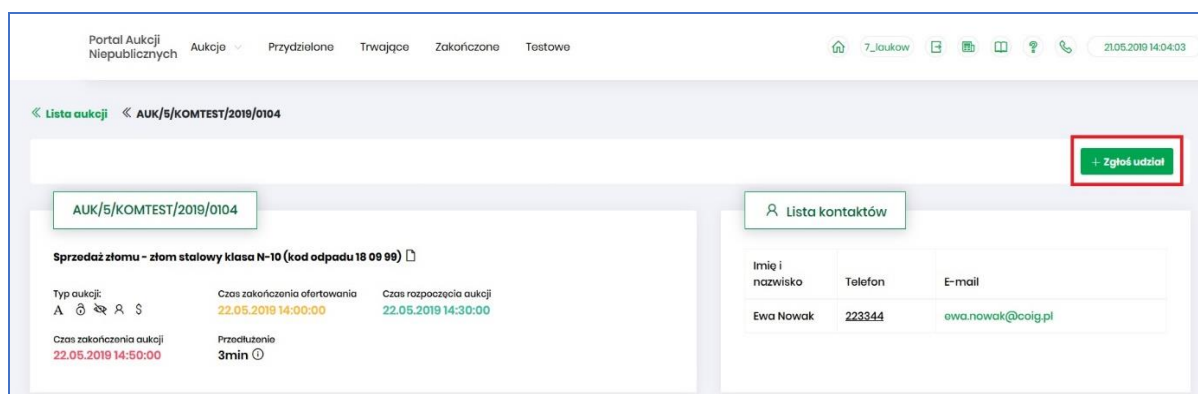 Portal Aukcji
Niepublicznych
Aukcje Przydzielone Trwające Zakończone Testowe 7_laukow 21.05.2019 14:04:03
« Lista aukcji « AUK/5/KOMTEST/2019/0104
+ Zgłoś udział
AUK/5/KOMTEST/2019/0104
Sprzedaż złomu - złom stalowy klasa N-10 (kod odpadu 18 09 99)
Typ aukcji: Czas zakończenia ofertowania Czas rozpoczęcia aukcji
A $ 22.05.2019 14:00:00 22.05.2019 14:30:00
Czas zakończenia aukcji Przedłużenie
22.05.2019 14:50:00 3min
Lista kontaktów
Imię i
nazwisko Telefon E-mail
Ewa Nowak 223344 ewa.nowak@coig.pl